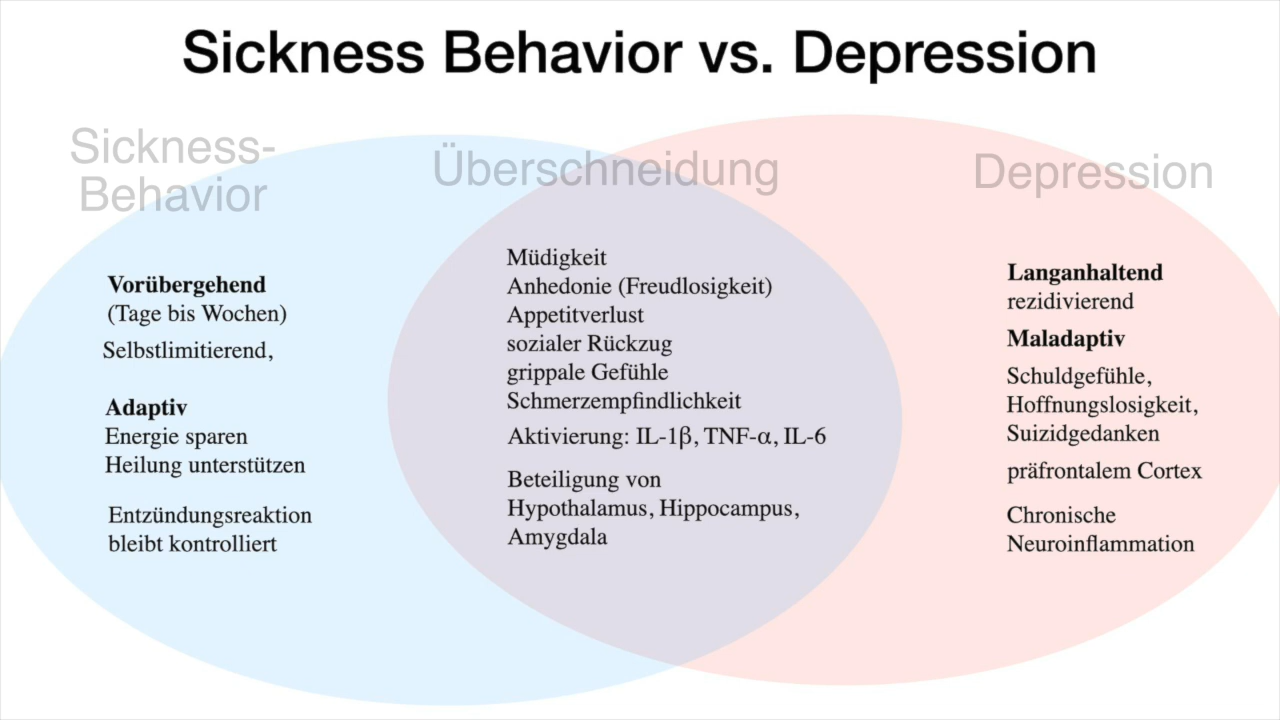 Sickness Behavior vs. Depression
Sickness-
Behavior
Vorübergehend
(Tage bis Wochen)
Selbstlimitierend,
Adaptiv
Energie sparen
Heilung unterstützen
Entzündungsreaktion
bleibt kontrolliert
Überschneidung
Müdigkeit
Anhedonie (Freudlosigkeit)
Appetitverlust
sozialer Rückzug
grippale Gefühle
Schmerzempfindlichkeit
Aktivierung: IL-1β, TNF-α, IL-6
Beteiligung von
Hypothalamus, Hippocampus,
Amygdala
Depression
Langanhaltend
rezidivierend
Maladaptiv
Schuldgefühle,
Hoffnungslosigkeit,
Suizidgedanken
präfrontalem Cortex
Chronische
Neuroinflammation